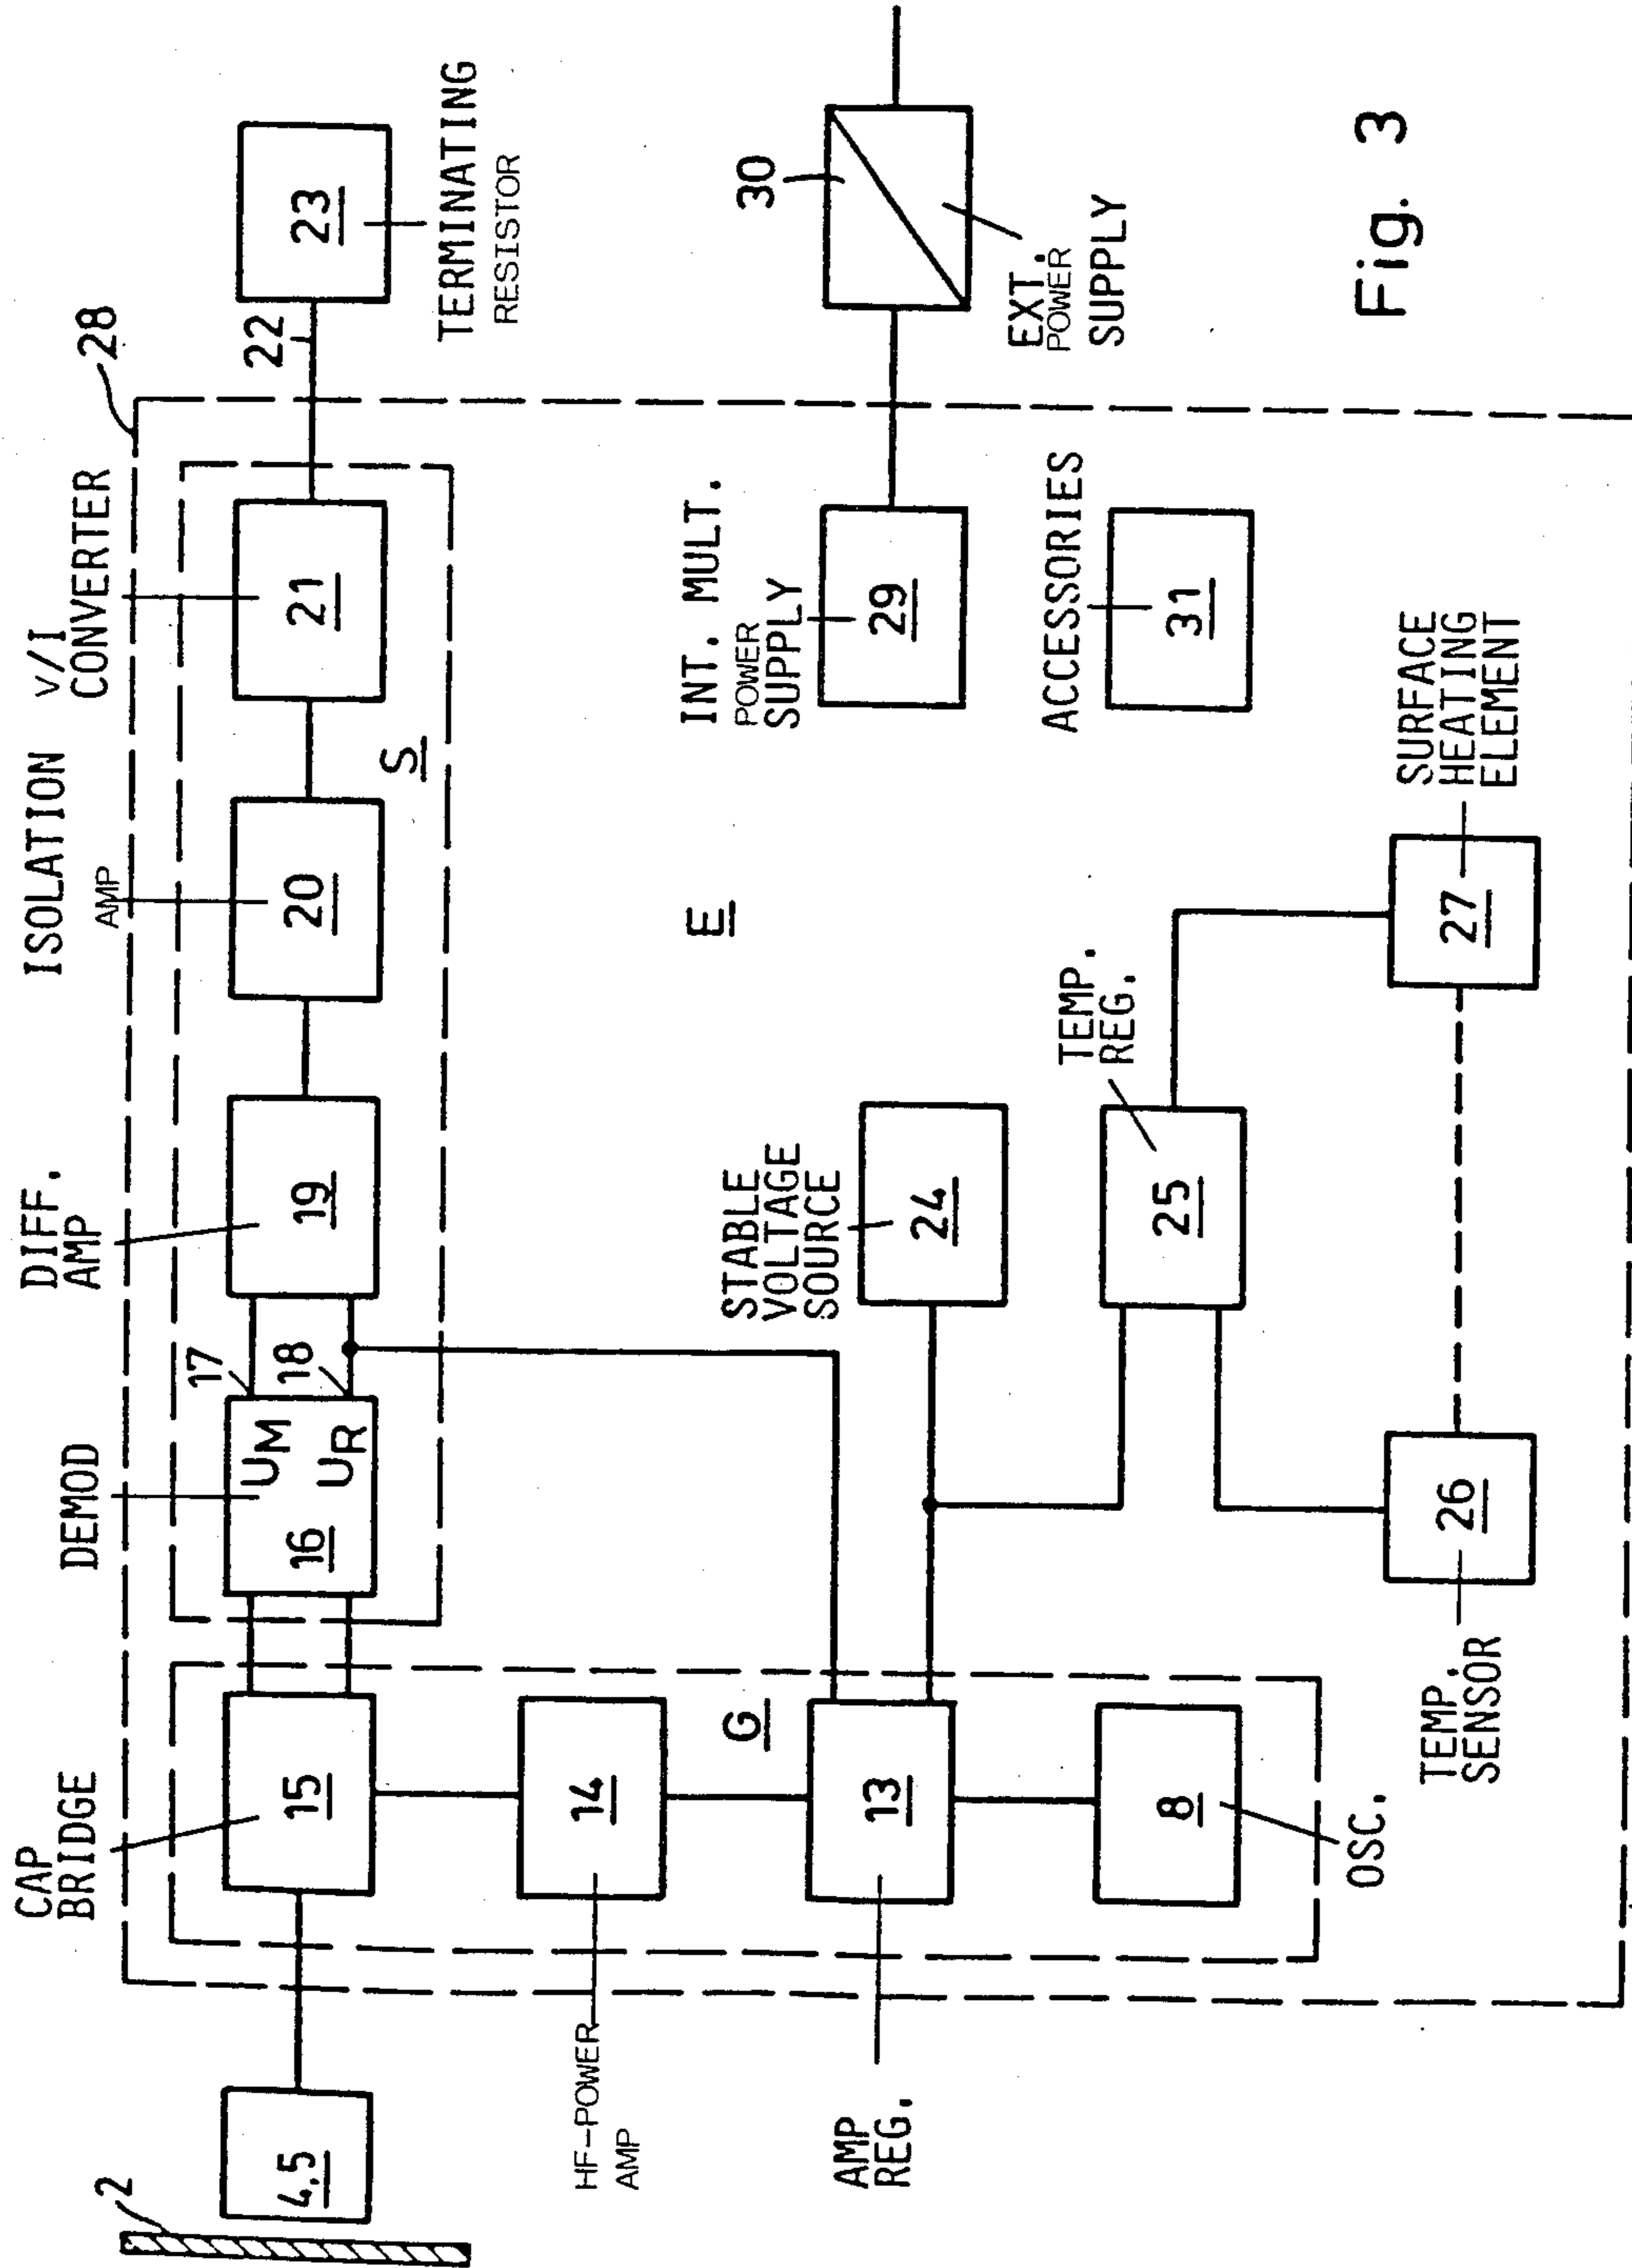 CAP
BRIDGE
DEMOD
DIFF.
AMP
ISOLATION
AMP
V/I
CONVERTER
28
2
4,5
15
16
U_M
U_R
17
18
19
20
21
22
23
TERMINATING
RESISTOR
S
HF-POWER
AMP
14
G
E
STABLE
VOLTAGE
SOURCE
24
INT. MULT.
POWER
SUPPLY
29
30
EXT.
POWER
SUPPLY
AMP
REG.
13
TEMP.
REG.
25
ACCESSORIES
31
8
OSC.
TEMP.
SENSOR
26
27
SURFACE
HEATING
ELEMENT
Fig. 3